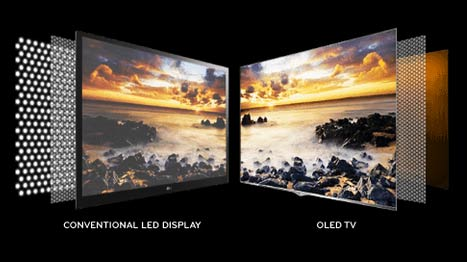 CONVENTIONAL LED DISPLAY
OLED TV